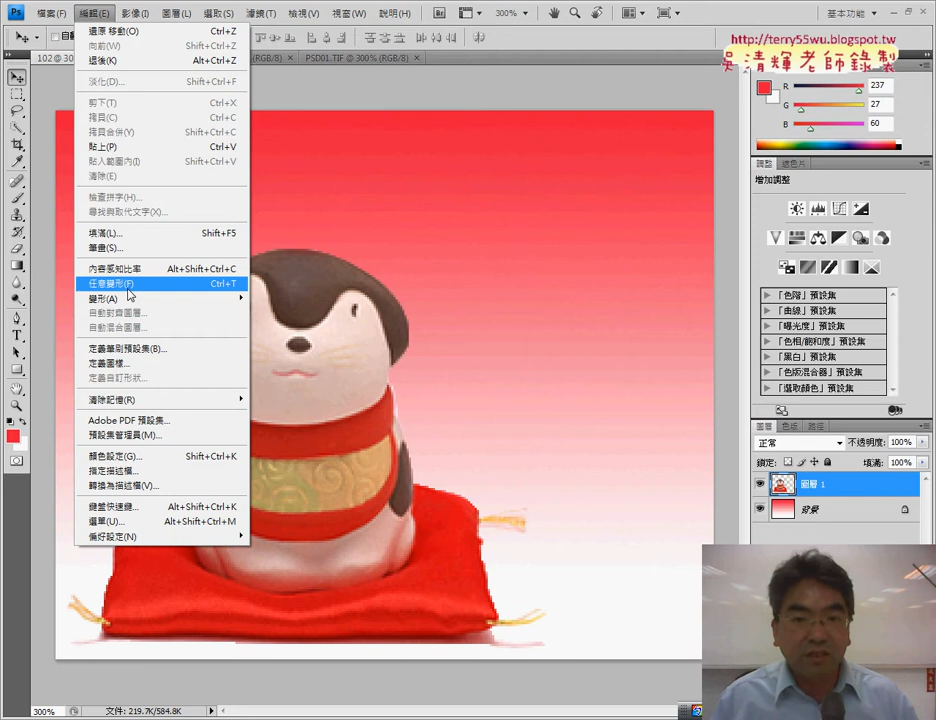 檔案(F) 編輯(E) 影像(I) 圖層(L) 選取(S) 濾鏡(T) 檢視(V) 視窗(W) 說明(H) 300% 基本功能
http://terry55wu.blogspot.tw
吳清輝老師錄製
102@ 30 (RGB/8) PSD01.TIF @ 300%(RGB/8)
還原 移動(O) Ctrl+Z
向前(W) Shift+Ctrl+Z
退後(K) Alt+Ctrl+Z
淡化(D)... Shift+Ctrl+F
剪下(T) Ctrl+X
拷貝(C) Ctrl+C
拷貝合併(Y) Shift+Ctrl+C
貼上(P) Ctrl+V
貼入範圍內(I) Shift+Ctrl+V
清除(E)
檢查拼字(H)...
尋找與取代文字(X)...
填滿(L)... Shift+F5
筆畫(S)...
內容感知比率 Alt+Shift+Ctrl+C
任意變形(F) Ctrl+T
變形(A)
自動對齊圖層...
自動混合圖層...
定義筆刷預設集(B)...
定義圖樣...
定義自訂形狀...
清除記憶(R)
Adobe PDF 預設集...
預設集管理員(M)...
顏色設定(G)... Shift+Ctrl+K
指定描述檔...
轉換為描述檔(V)...
鍵盤快速鍵... Alt+Shift+Ctrl+K
選單(U)... Alt+Shift+Ctrl+M
偏好設定(N)
R 237
G 27
B 60
調整 遮色片
增加調整
「色階」預設集
「曲線」預設集
「曝光度」預設集
「色相/飽和度」預設集
「黑白」預設集
「色版混合器」預設集
「選取顏色」預設集
圖層 色版 路徑
正常 不透明度: 100%
鎖定: 填滿: 100%
圖層 1
背景
300% 文件: 219.7K/584.8K